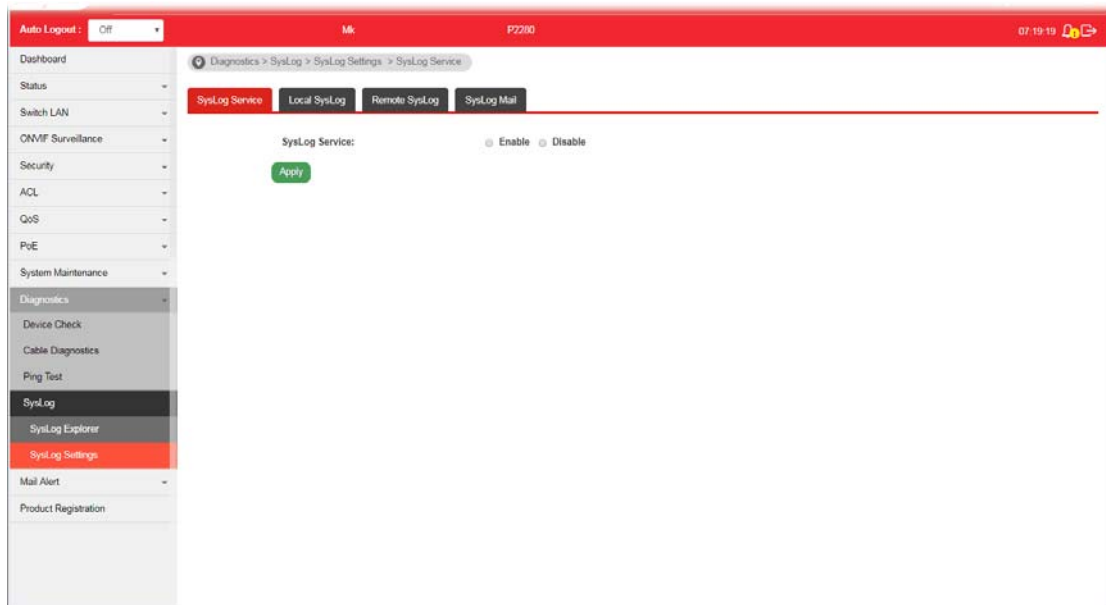 Auto Logout : Off Mk P2280 07:19:19
Dashboard
Status
Switch LAN
ONVIF Surveillance
Security
ACL
QoS
PoE
System Maintenance
Diagnostics
Device Check
Cable Diagnostics
Ping Test
SysLog
SysLog Explorer
SysLog Settings
Mail Alert
Product Registration
Diagnostics > SysLog > SysLog Settings > SysLog Service
SysLog Service Local SysLog Remote SysLog SysLog Mail
SysLog Service: Enable Disable
Apply